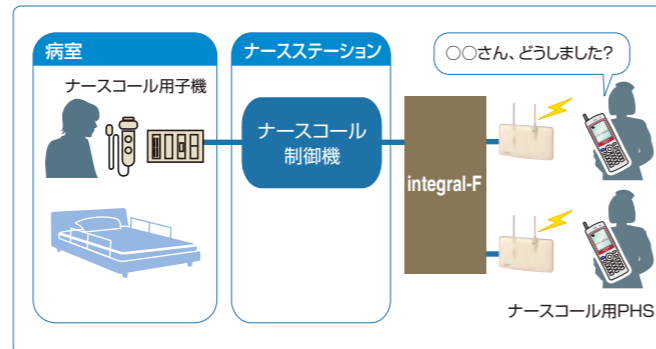 病室
ナースコール用子機
ナースステーション
ナースコール
制御機
integral-F
○○さん、どうしました?
ナースコール用PHS